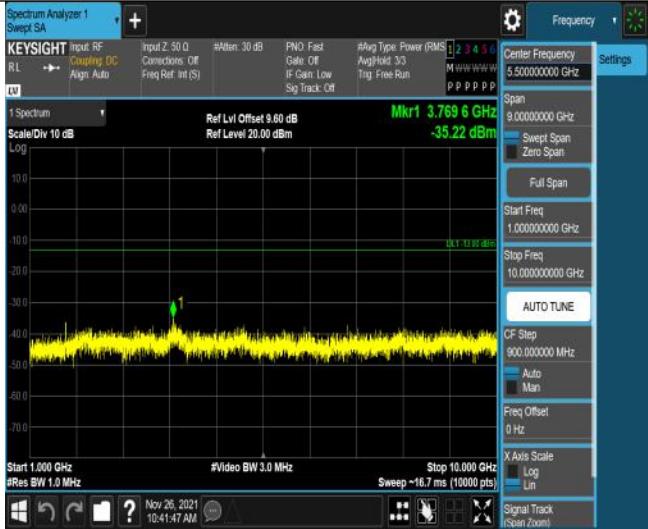 Spectrum Analyzer 1
Swept SA
+
Frequency
KEYSIGHT
RL
LV
Input: RF
Coupling: DC
Align: Auto
Input Z: 50 Ω
Corrections: Off
Freq Ref: Int (S)
#Atten: 30 dB
PNO: Fast
Gate: Off
IF Gain: Low
Sig Track: Off
#Avg Type: Power (RMS
Avg|Hold: 3/3
Trig: Free Run
1 2 3 4 5 6
M W W W W W
P P P P P P
Settings
1 Spectrum
Scale/Div 10 dB
Log
Ref Lvl Offset 9.60 dB
Ref Level 20.00 dBm
Mkr1 3.769 6 GHz
-35.22 dBm
10.0
0.00
-10.0
DL1 -13.00 dBm
-20.0
-30.0
1
-40.0
-50.0
-60.0
-70.0
Start 1.000 GHz
#Res BW 1.0 MHz
#Video BW 3.0 MHz
Stop 10.000 GHz
Sweep ~16.7 ms (10000 pts)
Center Frequency
5.500000000 GHz
Span
9.00000000 GHz
Swept Span
Zero Span
Full Span
Start Freq
1.000000000 GHz
Stop Freq
10.000000000 GHz
AUTO TUNE
CF Step
900.000000 MHz
Auto
Man
Freq Offset
0 Hz
X Axis Scale
Log
Lin
Signal Track
(Span Zoom)
?
Nov 26, 2021
10:41:47 AM